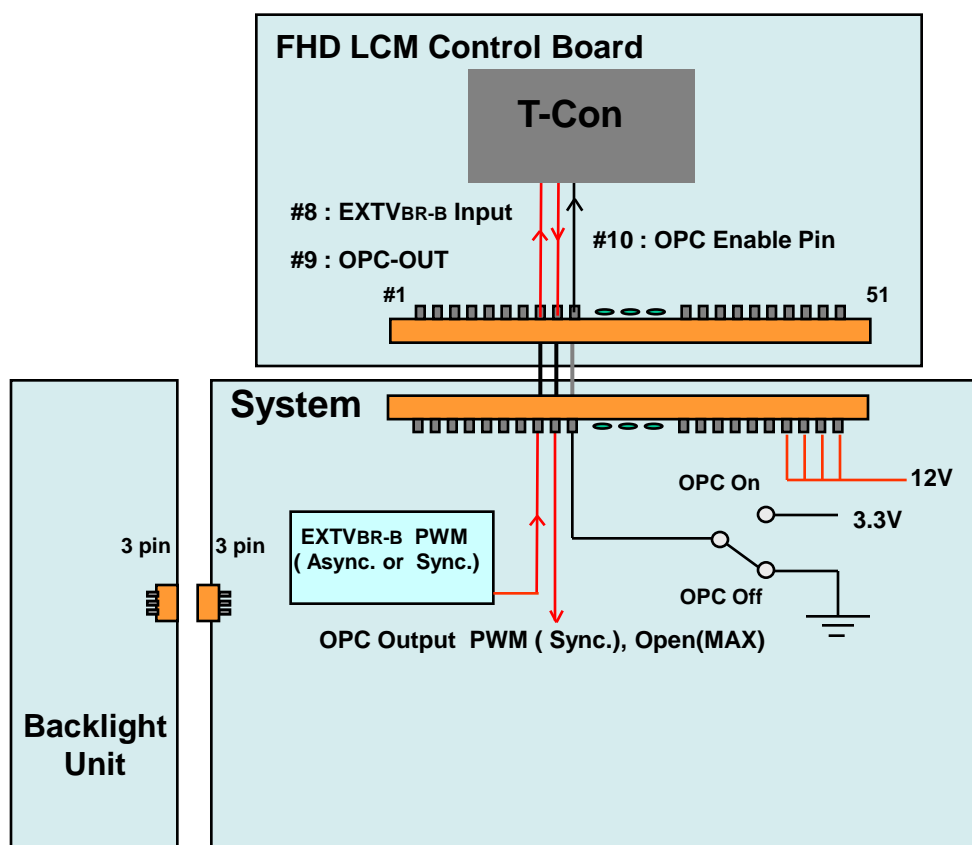 FHD LCM Control Board
T-Con
#8 : EXTVBR-B Input
#9 : OPC-OUT
#10 : OPC Enable Pin
#1
51
System
OPC On
12V
3.3V
EXTVBR-B PWM
( Async. or Sync.)
3 pin
3 pin
OPC Off
OPC Output PWM ( Sync.), Open(MAX)
Backlight
Unit